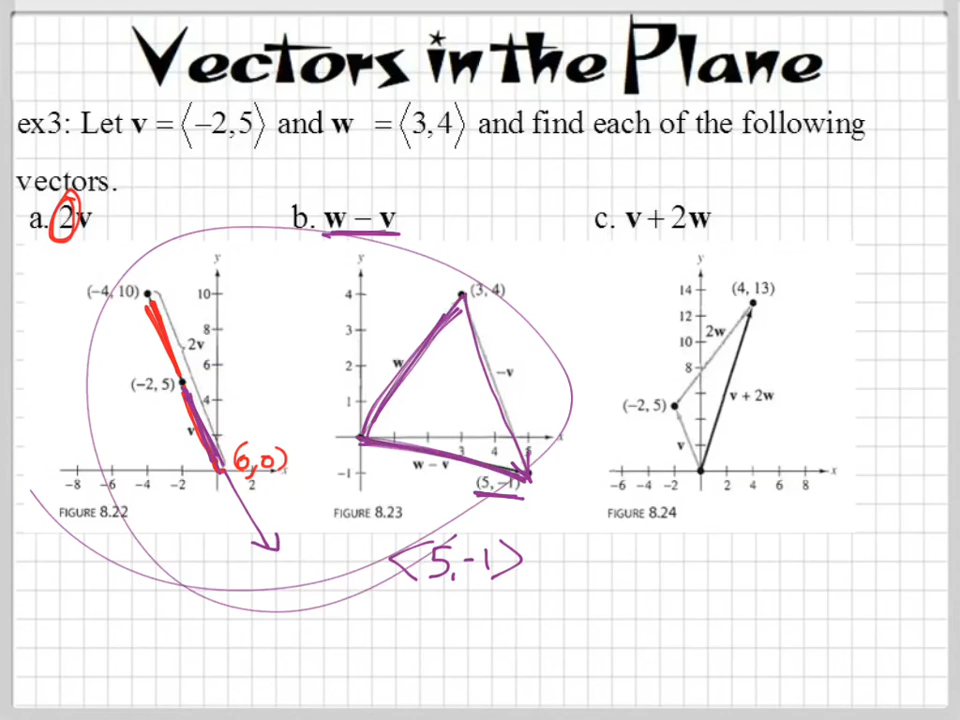 Vectors in the Plane
ex3: Let v = ⟨−2,5⟩ and w = ⟨3,4⟩ and find each of the following
vectors.
a. 2v b. w − v c. v + 2w
y
(−4, 10)
10
8
2v
6
(−2, 5)
4
v
(0,0)
−8 −6 −4 −2 2
x
FIGURE 8.22
y
4
(3, 4)
3
w
2
−v
1
3 4 5
x
−1
w − v
(5, −1)
FIGURE 8.23
⟨5,-1⟩
y
14
(4, 13)
12
2w
10
8
v + 2w
(−2, 5)
v
−6 −4 −2 2 4 6 8
x
FIGURE 8.24